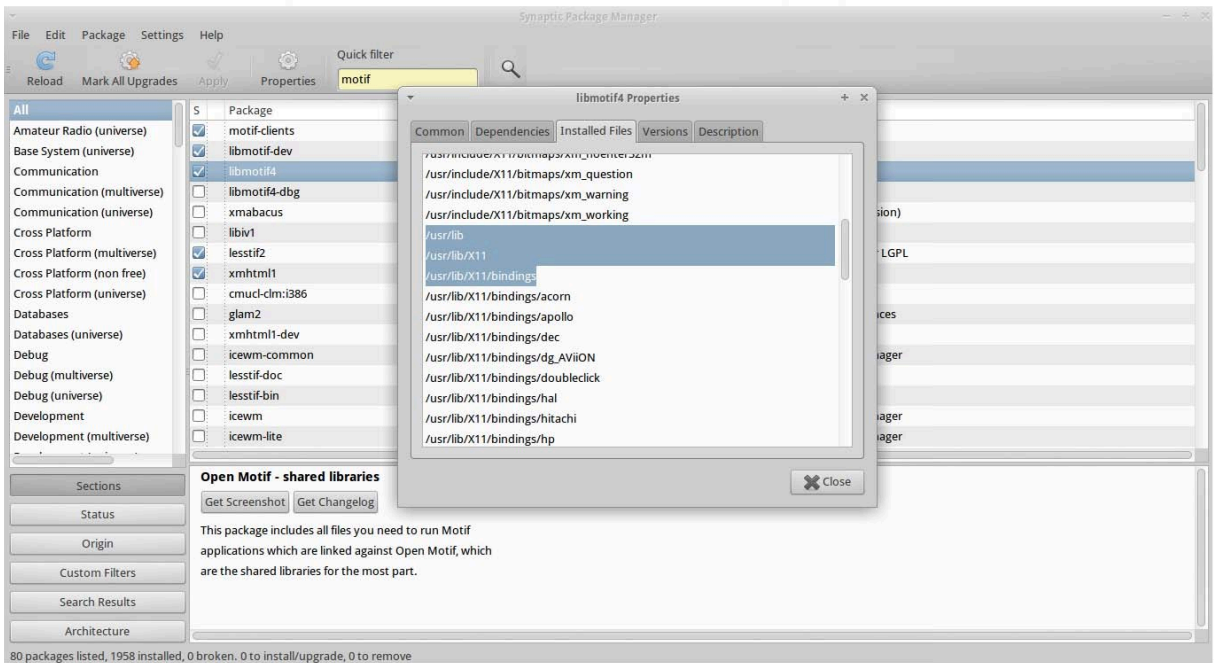 Synaptic Package Manager
File Edit Package Settings Help
Reload Mark All Upgrades Apply Properties
Quick filter
motif
All
Amateur Radio (universe)
Base System (universe)
Communication
Communication (multiverse)
Communication (universe)
Cross Platform
Cross Platform (multiverse)
Cross Platform (non free)
Cross Platform (universe)
Databases
Databases (universe)
Debug
Debug (multiverse)
Debug (universe)
Development
Development (multiverse)
S Package
motif-clients
libmotif-dev
libmotif4
libmotif4-dbg
xmabacus
libiv1
lesstif2
xmhtml1
cmucl-clm:i386
glam2
xmhtml1-dev
icewm-common
lesstif-doc
lesstif-bin
icewm
icewm-lite
sion)
LGPL
ces
ager
ager
ager
libmotif4 Properties
Common Dependencies Installed Files Versions Description
/usr/include/X11/bitmaps/xm_noenter32m
/usr/include/X11/bitmaps/xm_question
/usr/include/X11/bitmaps/xm_warning
/usr/include/X11/bitmaps/xm_working
/usr/lib
/usr/lib/X11
/usr/lib/X11/bindings
/usr/lib/X11/bindings/acorn
/usr/lib/X11/bindings/apollo
/usr/lib/X11/bindings/dec
/usr/lib/X11/bindings/dg_AViiON
/usr/lib/X11/bindings/doubleclick
/usr/lib/X11/bindings/hal
/usr/lib/X11/bindings/hitachi
/usr/lib/X11/bindings/hp
Close
Sections
Status
Origin
Custom Filters
Search Results
Architecture
Open Motif - shared libraries
Get Screenshot Get Changelog
This package includes all files you need to run Motif
applications which are linked against Open Motif, which
are the shared libraries for the most part.
80 packages listed, 1958 installed, 0 broken. 0 to install/upgrade, 0 to remove